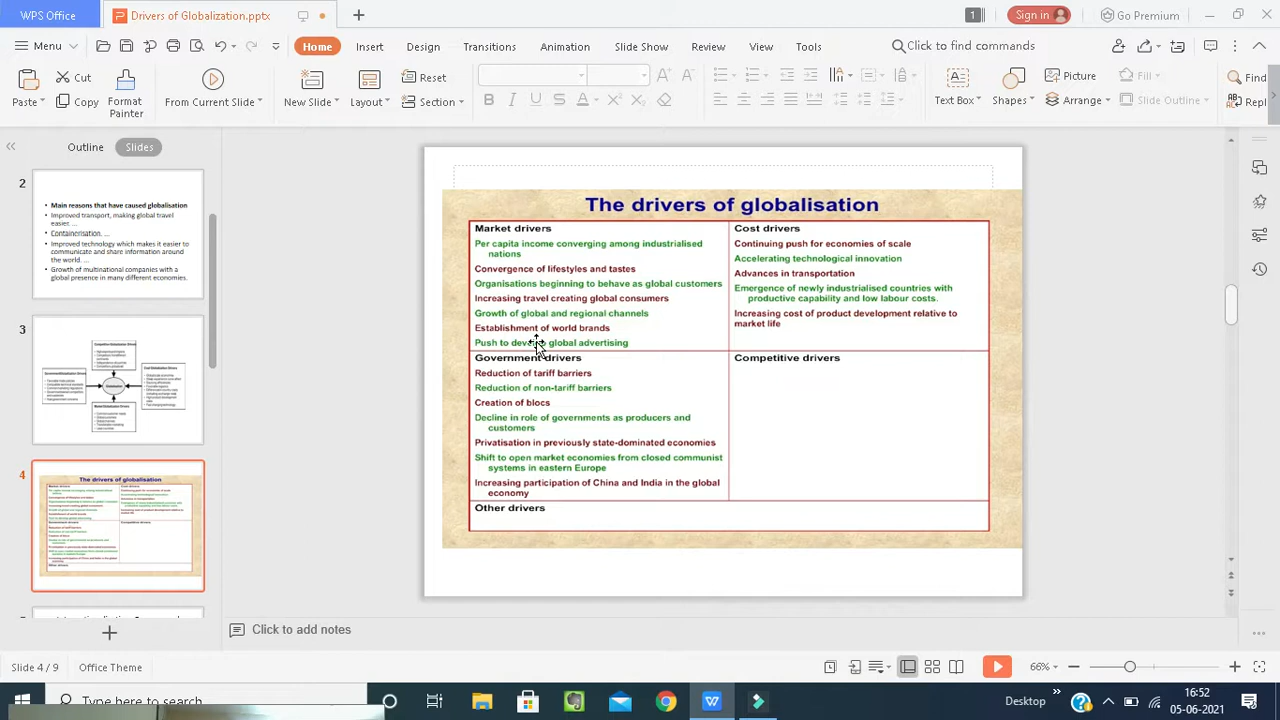 WPS Office
Drivers of Globalization.pptx
1
Sign in
Go Premium
Menu
Home
Insert
Design
Transitions
Animation
Slide Show
Review
View
Tools
Click to find commands
Cut
Format
Painter
From Current Slide
New Slide
Layout
Reset
Section
B
I
U
S
A
Text Box
Shapes
Picture
Fill
Arrange
Find
Repl
Outline
Slides
2
Main reasons that have caused globalisation
Improved transport, making global travel
easier. ...
Containerisation. ...
Improved technology which makes it easier to
communicate and share information around
the world. ...
Growth of multinational companies with a
global presence in many different economies.
3
4
The drivers of globalisation
The drivers of globalisation
Market drivers
Per capita income converging among industrialised
nations
Convergence of lifestyles and tastes
Organisations beginning to behave as global customers
Increasing travel creating global consumers
Growth of global and regional channels
Establishment of world brands
Push to develop global advertising
Cost drivers
Continuing push for economies of scale
Accelerating technological innovation
Advances in transportation
Emergence of newly industrialised countries with
productive capability and low labour costs.
Increasing cost of product development relative to
market life
Government drivers
Reduction of tariff barriers
Reduction of non-tariff barriers
Creation of blocs
Decline in role of governments as producers and
customers
Privatisation in previously state-dominated economies
Shift to open market economies from closed communist
systems in eastern Europe
Increasing participation of China and India in the global
economy
Competitive drivers
Other drivers
Click to add notes
Slide 4 / 9
Office Theme
66%
Type here to search
Desktop
16:52
05-06-2021